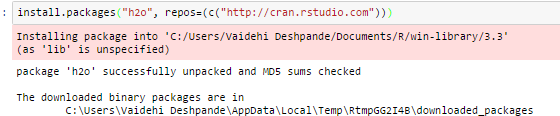 : install.packages("h2o", repos=(c("http://cran.rstudio.com")))
Installing package into 'C:/Users/Vaidehi Deshpande/Documents/R/win-library/3.3'
(as 'lib' is unspecified)
package 'h2o' successfully unpacked and MD5 sums checked
The downloaded binary packages are in
C:\Users\Vaidehi Deshpande\AppData\Local\Temp\RtmpGG2I4B\downloaded_packages